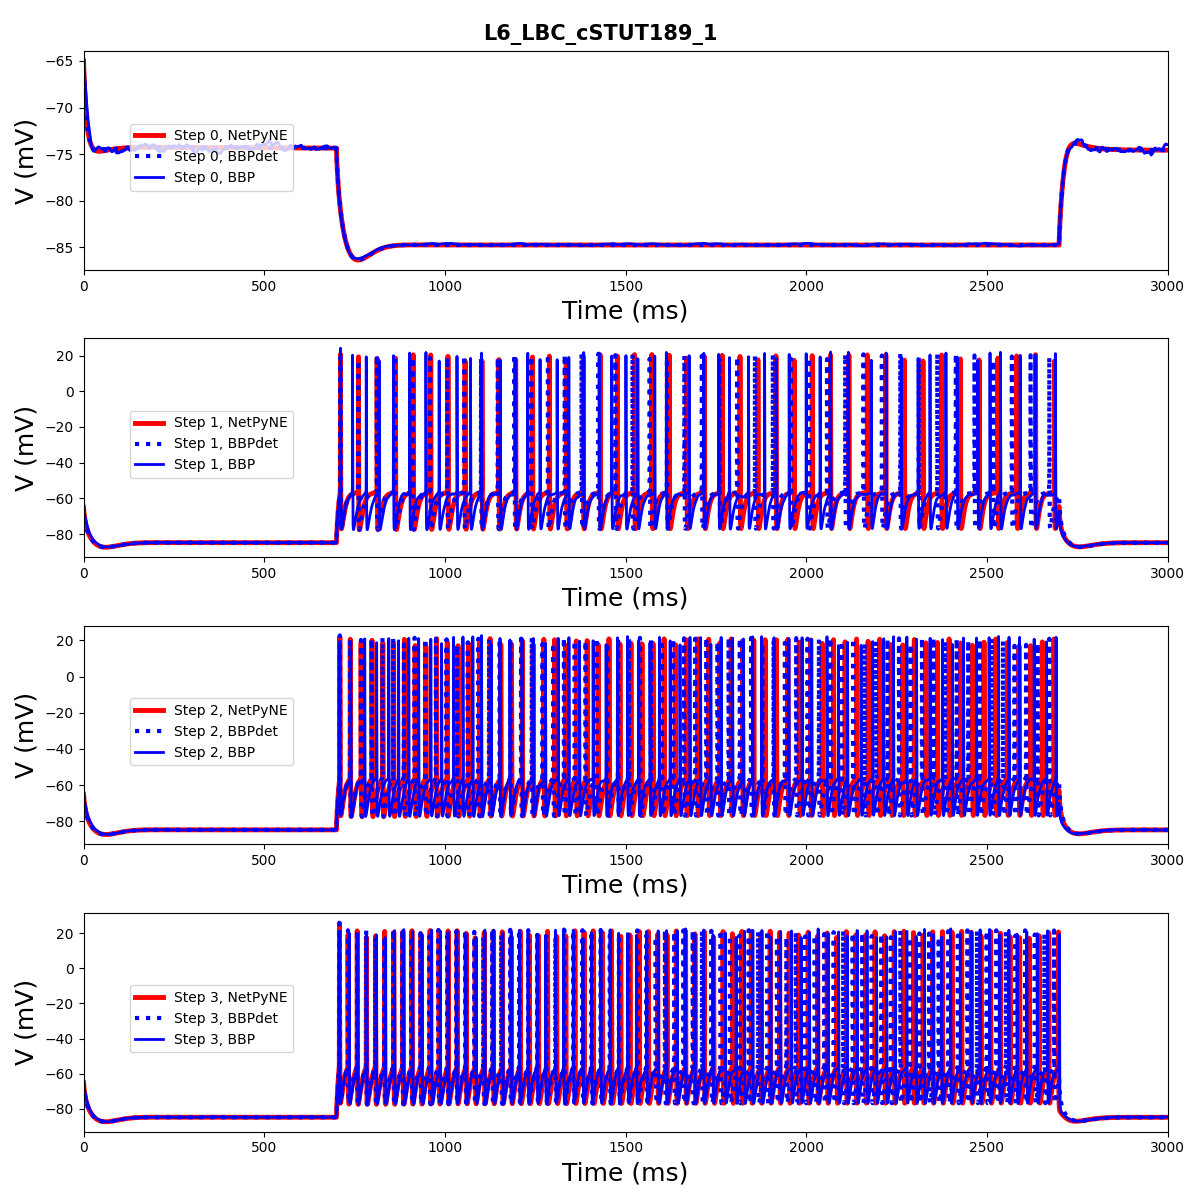 L6_LBC_cSTUT189_1
−65
−70
−75
−80
−85
V (mV)
Step 0, NetPyNE
Step 0, BBPdet
Step 0, BBP
0 500 1000 1500 2000 2500 3000
Time (ms)
20
0
−20
−40
−60
−80
V (mV)
Step 1, NetPyNE
Step 1, BBPdet
Step 1, BBP
0 500 1000 1500 2000 2500 3000
Time (ms)
20
0
−20
−40
−60
−80
V (mV)
Step 2, NetPyNE
Step 2, BBPdet
Step 2, BBP
0 500 1000 1500 2000 2500 3000
Time (ms)
20
0
−20
−40
−60
−80
V (mV)
Step 3, NetPyNE
Step 3, BBPdet
Step 3, BBP
0 500 1000 1500 2000 2500 3000
Time (ms)